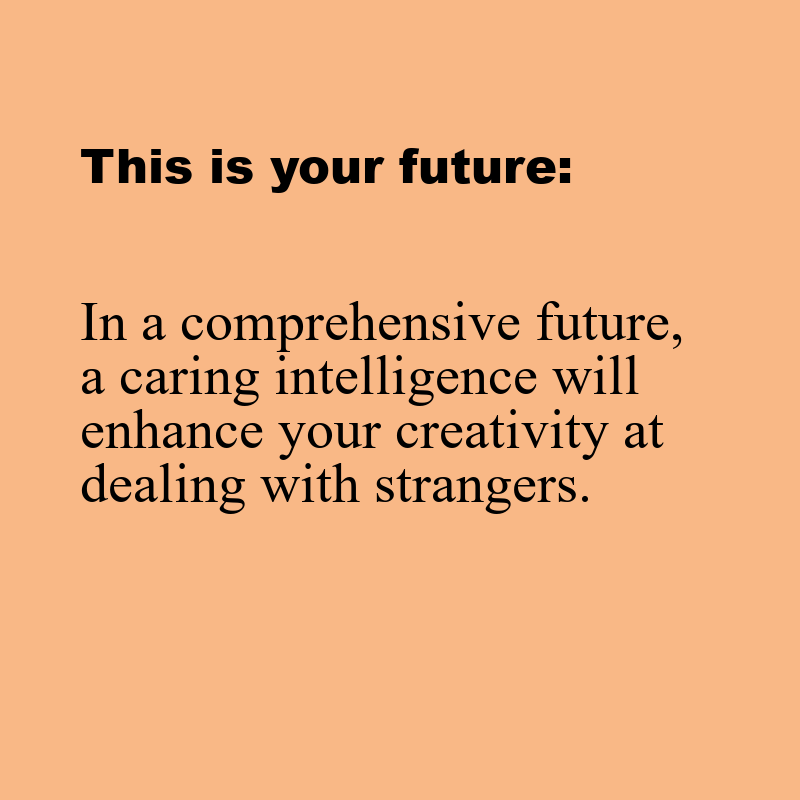 This is your future:
In a comprehensive future,
a caring intelligence will
enhance your creativity at
dealing with strangers.